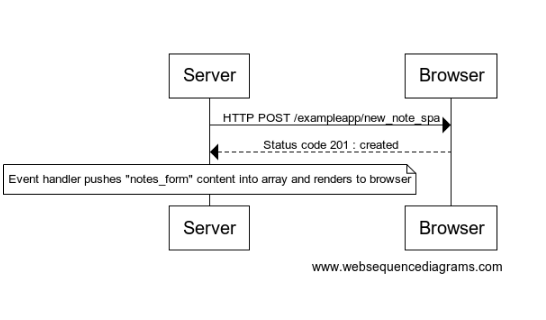 Server Browser
HTTP POST /exampleapp/new_note_spa
Status code 201 : created
Event handler pushes "notes_form" content into array and renders to browser
Server Browser
www.websequencediagrams.com